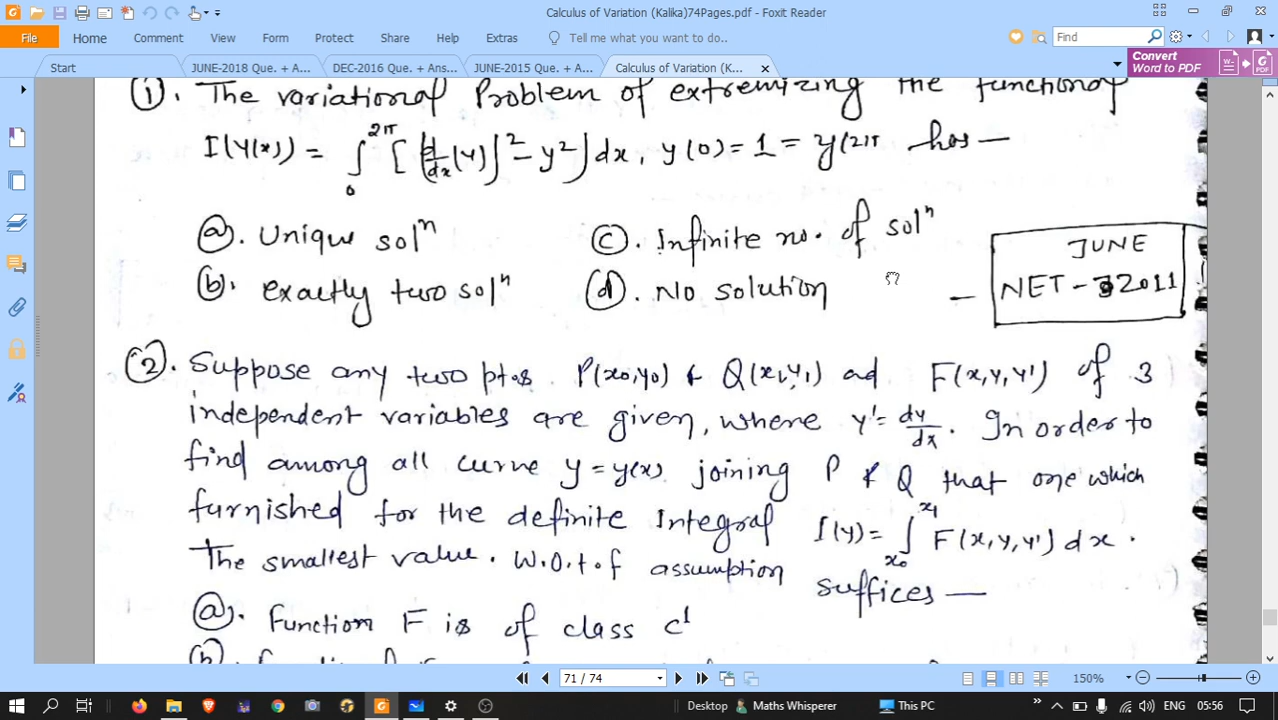 Calculus of Variation (Kalika)74Pages.pdf - Foxit Reader
File Home Comment View Form Protect Share Help Extras Tell me what you want to do.. Find
Start JUNE-2018 Que. + A... DEC-2016 Que. + An... JUNE-2015 Que. + An... Calculus of Variation (K...
Convert
Word to PDF
(1). The variational Problem of extremizing the functional
I(Y(x)) = ∫₀^2π [d/dx (Y)]² - y²) dx, y(0) = 1 = y(2π has —
(a). Unique solⁿ (c). Infinite no. of solⁿ
(b). exactly two solⁿ (d). No solution
— JUNE
NET - 2011
(2). Suppose any two pts. P(x₀,y₀) & Q(x₁,y₁) ad F(x,y,y') of 3
independent variables are given, where y' = dy/dx. In order to
find among all curve y = y(x) joining P & Q that one which
furnished for the definite Integral I(y) = ∫x₀^x₁ F(x,y,y') dx.
The smallest value. W.o.t.f assumption suffices —
(a). Function F is of class c¹
71 / 74 150%
Desktop Maths Whisperer This PC ENG 05:56